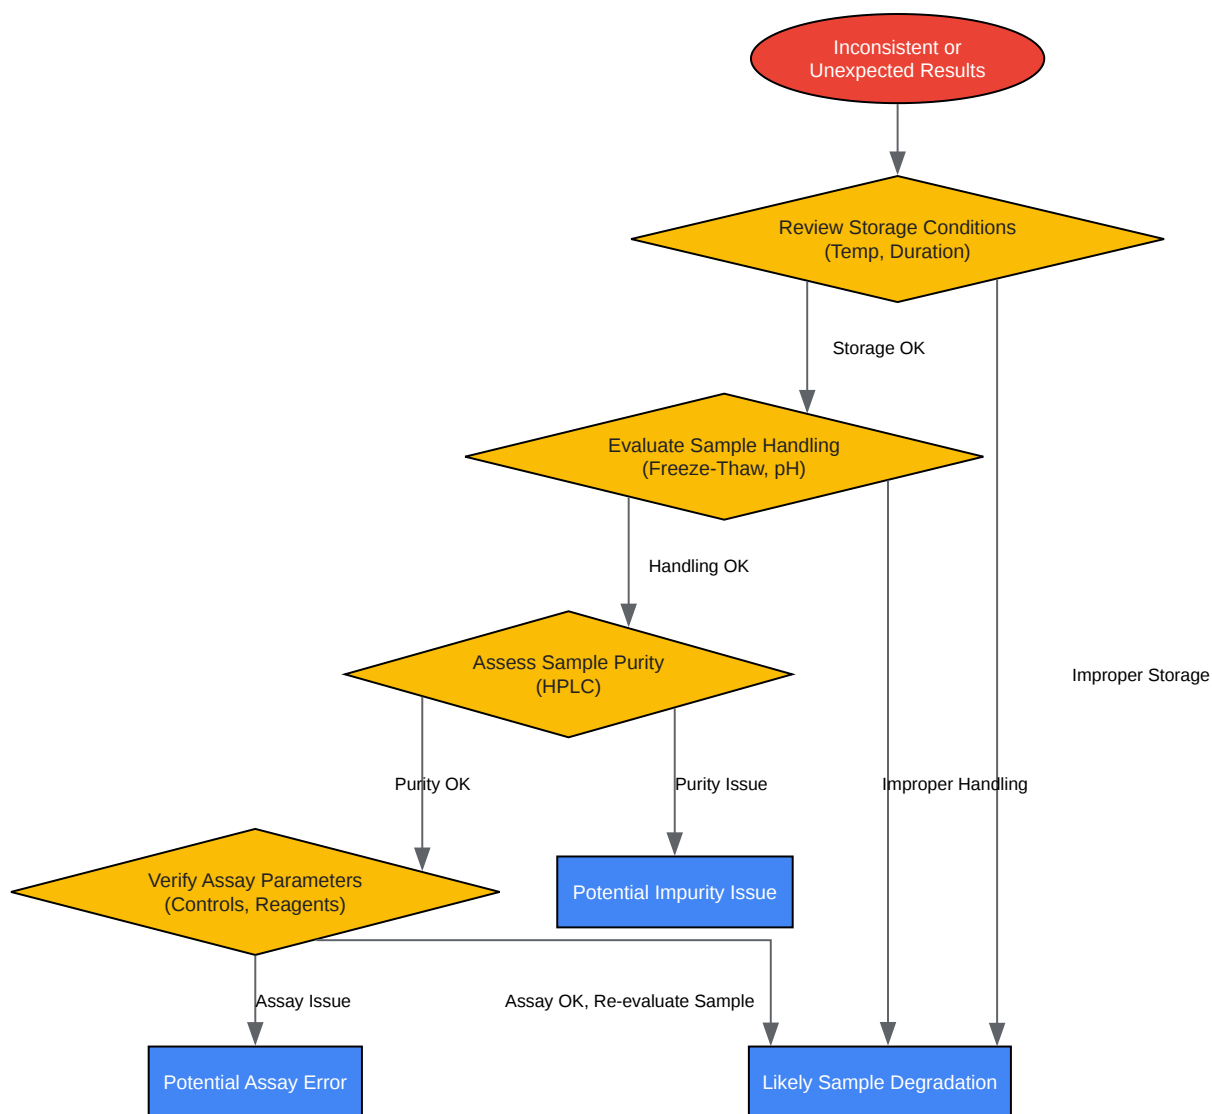 Inconsistent or
Unexpected Results
Review Storage Conditions
(Temp, Duration)
Storage OK
Evaluate Sample Handling
(Freeze-Thaw, pH)
Handling OK
Assess Sample Purity
(HPLC)
Improper Storage
Purity OK
Purity Issue
Improper Handling
Verify Assay Parameters
(Controls, Reagents)
Potential Impurity Issue
Assay Issue
Assay OK, Re-evaluate Sample
Potential Assay Error
Likely Sample Degradation